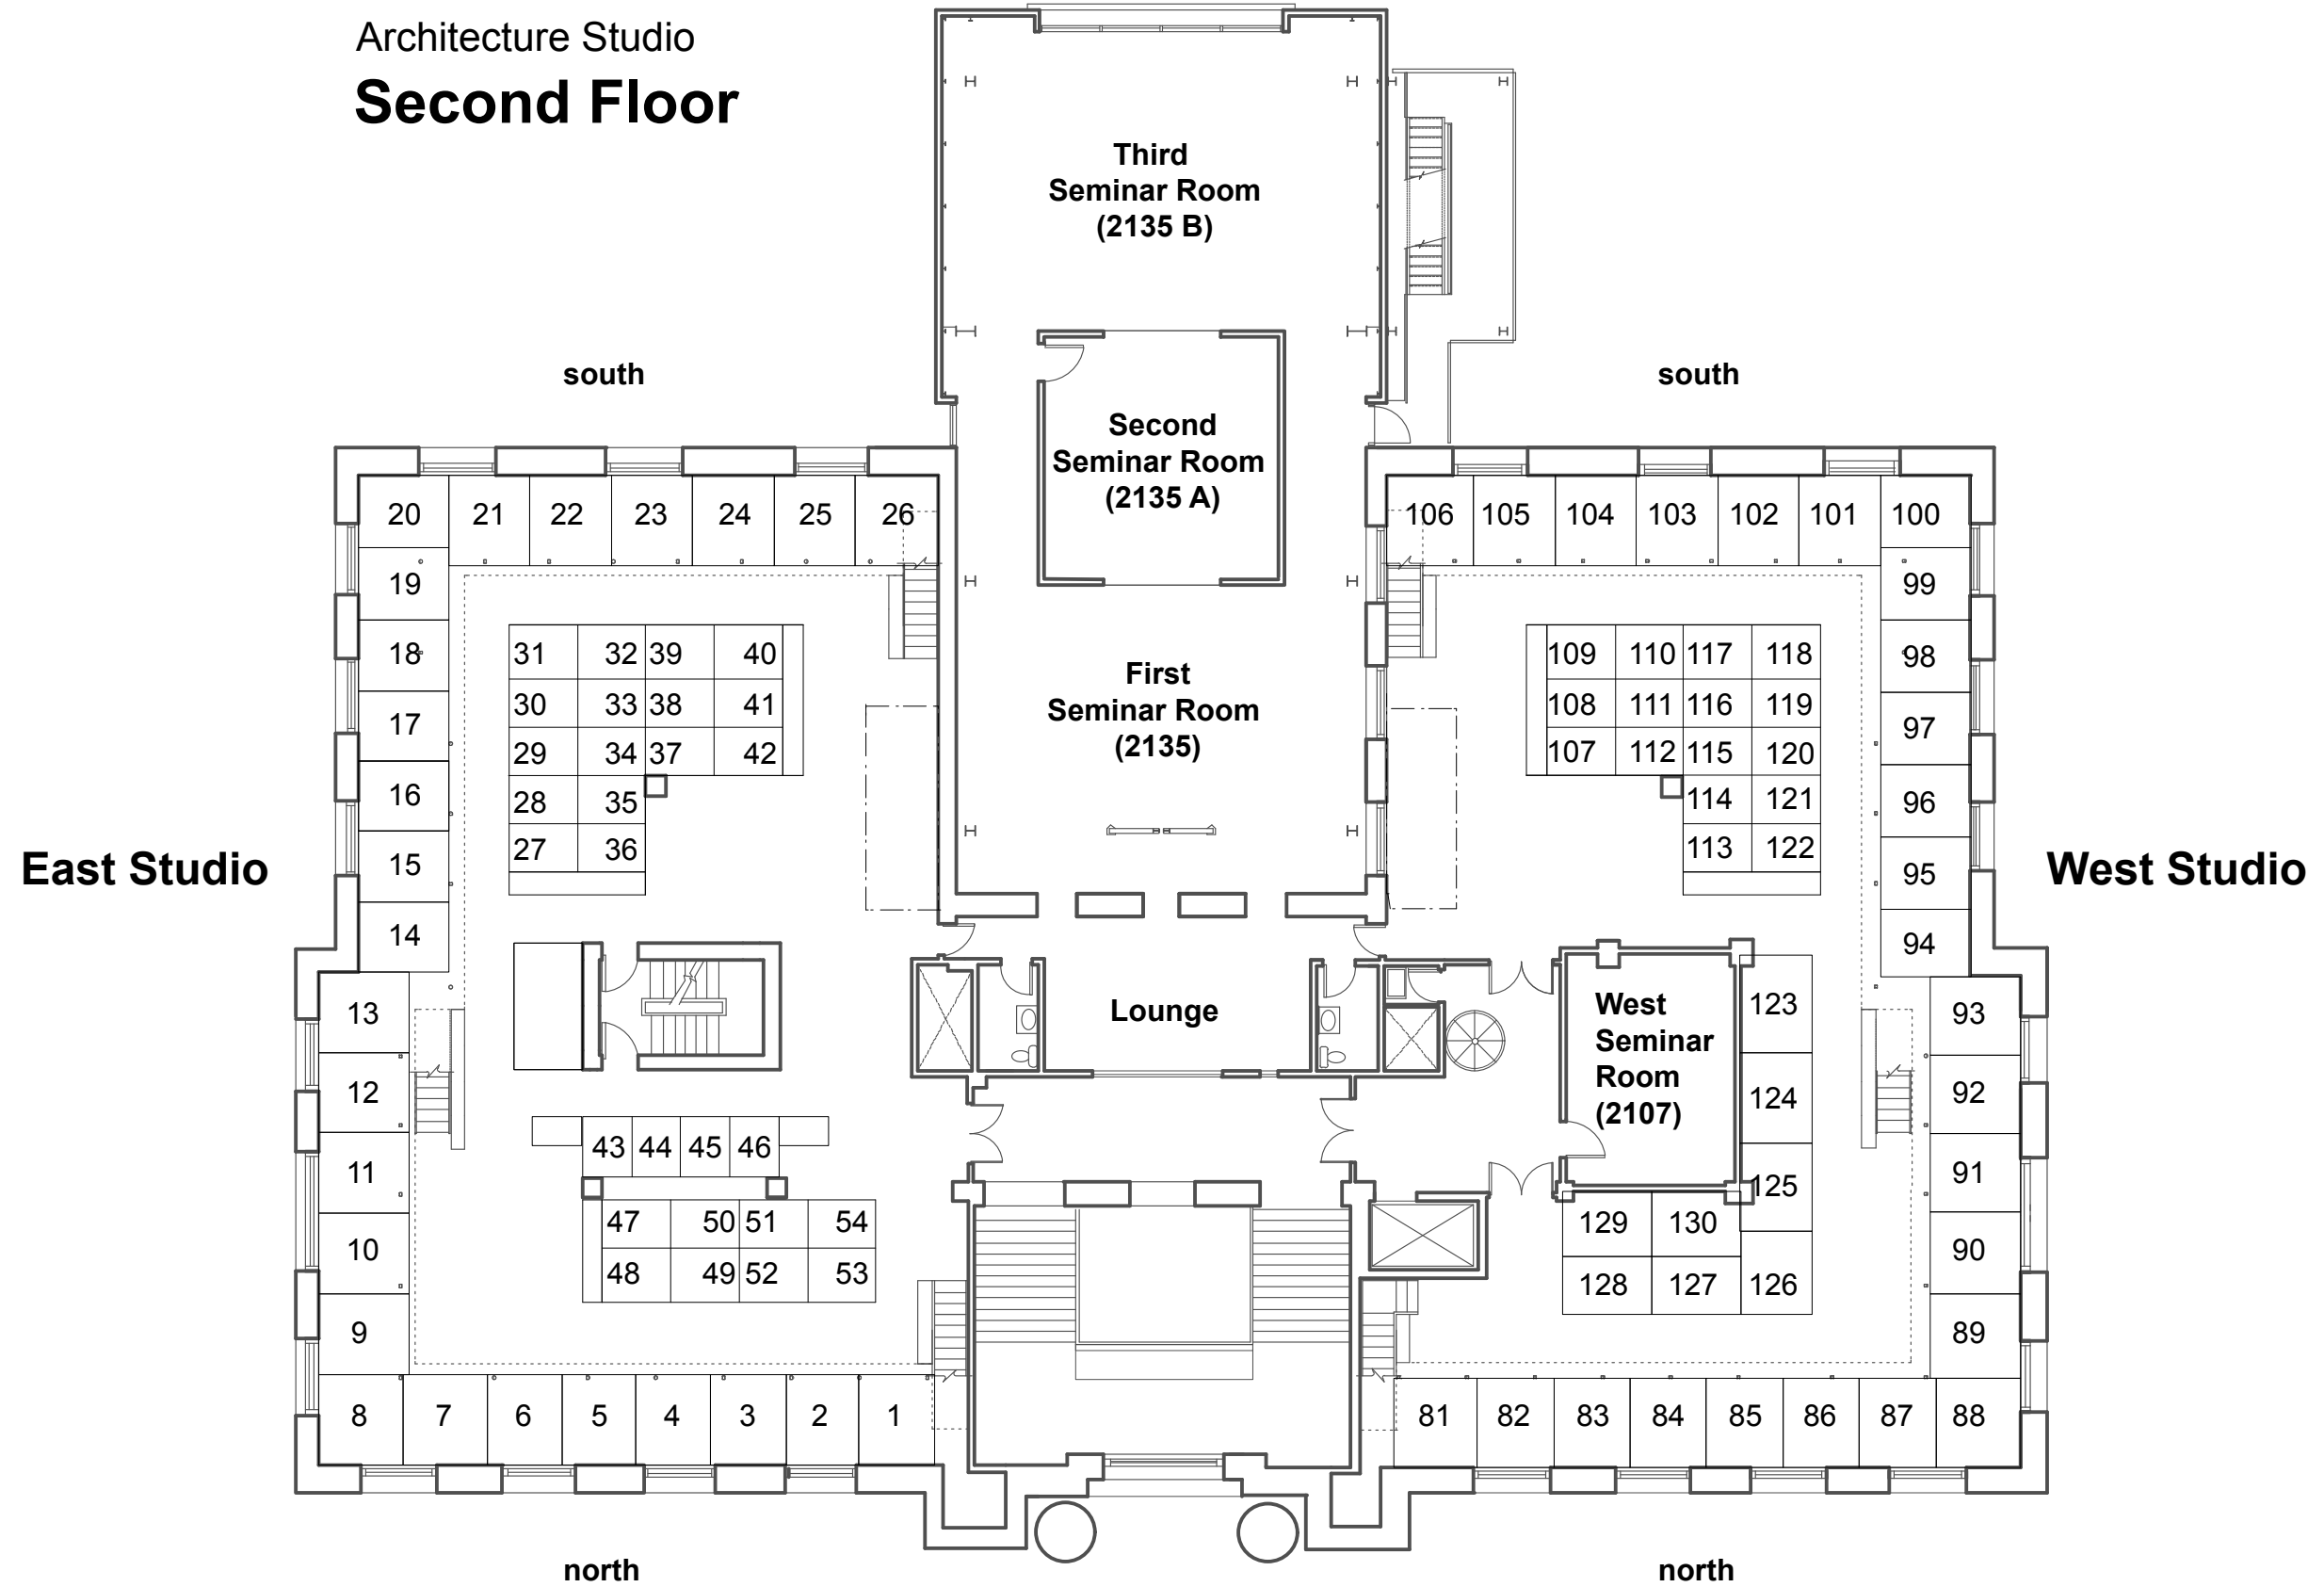 Architecture Studio
Second Floor
Third
Seminar Room
(2135 B)
south
south
Second
Seminar Room
(2135 A)
20 21 22 23 24 25 26
106 105 104 103 102 101 100
19
99
31 32 39 40
109 110 117 118
18
98
First
Seminar Room
(2135)
30 33 38 41
108 111 116 119
17
97
29 34 37 42
107 112 115 120
16
96
28 35
114 121
27 36
113 122
15
95
East Studio
West Studio
14
94
13
93
Lounge
West
Seminar
Room
(2107)
123
12
92
124
43 44 45 46
11
91
125
47 50 51 54
129 130
10
90
48 49 52 53
128 127 126
9
89
8 7 6 5 4 3 2 1
81 82 83 84 85 86 87 88
north
north